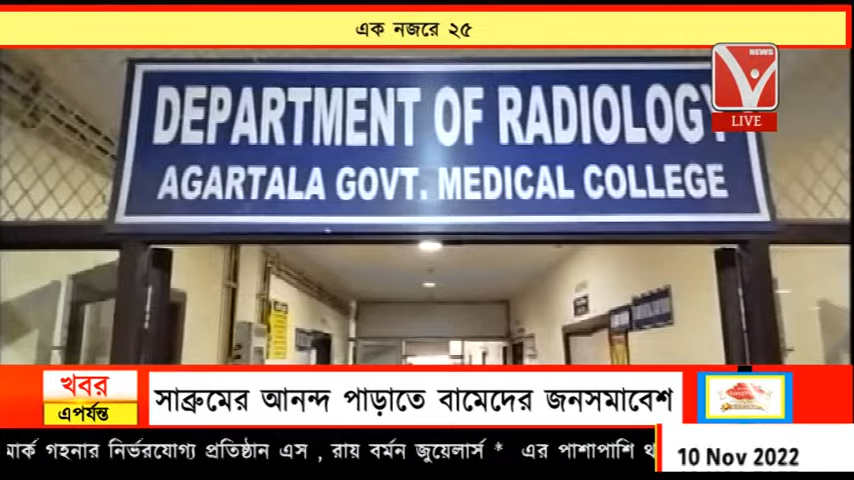 এক নজরে ২৫
NEWS
LIVE
DEPARTMENT OF RADIOLOGY
AGARTALA GOVT. MEDICAL COLLEGE
খবর
এপর্যন্ত
সাব্রুমের আনন্দ পাড়াতে বামেদের জনসমাবেশ
মার্ক গহনার নির্ভরযোগ্য প্রতিষ্ঠান এস , রায় বর্মন জুয়েলার্স * এর পাশাপাশি
10 Nov 2022